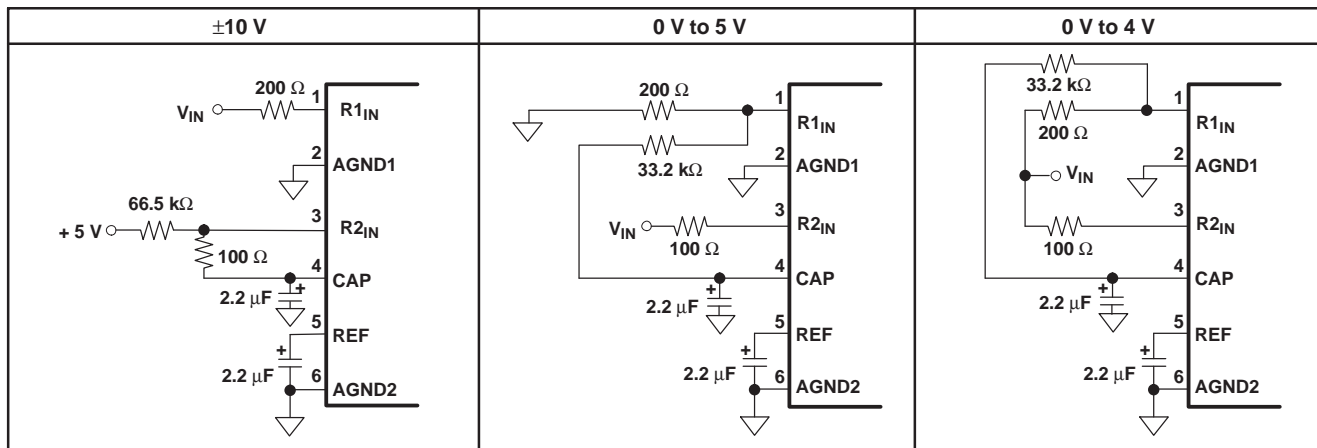 ±10 V
200 Ω
V_IN
1
R1_IN
2
AGND1
66.5 kΩ
+ 5 V
3
R2_IN
100 Ω
4
CAP
+
2.2 µF
5
REF
+
2.2 µF
6
AGND2
0 V to 5 V
200 Ω
1
R1_IN
33.2 kΩ
2
AGND1
V_IN
3
R2_IN
100 Ω
4
CAP
+
2.2 µF
5
REF
+
2.2 µF
6
AGND2
0 V to 4 V
33.2 kΩ
1
R1_IN
200 Ω
2
AGND1
V_IN
3
R2_IN
100 Ω
4
CAP
+
2.2 µF
5
REF
+
2.2 µF
6
AGND2